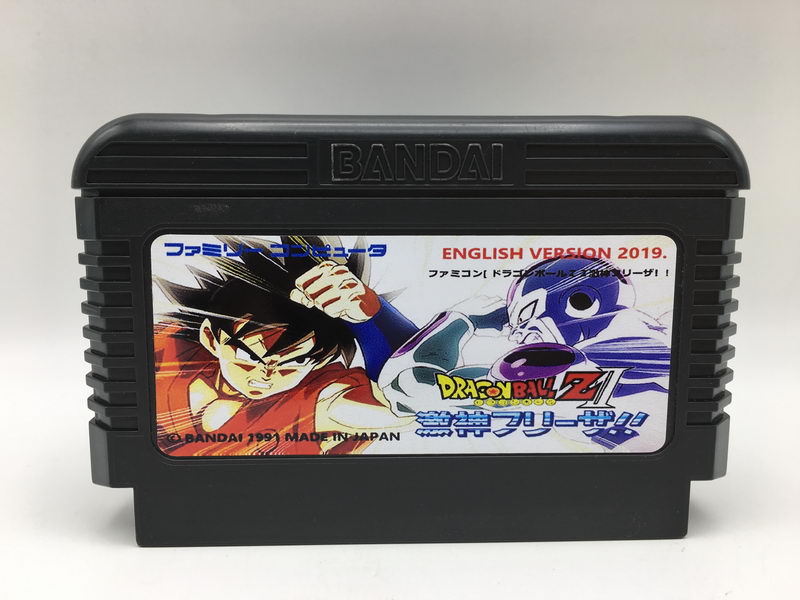 BANDAI
ファミリーコンピュータ
ENGLISH VERSION 2019.
ファミコン[ ドラゴンボールZ II 激神フリーザ!!
DRAGON BALL Z II
激神フリーザ!!
© BANDAI 1991 MADE IN JAPAN